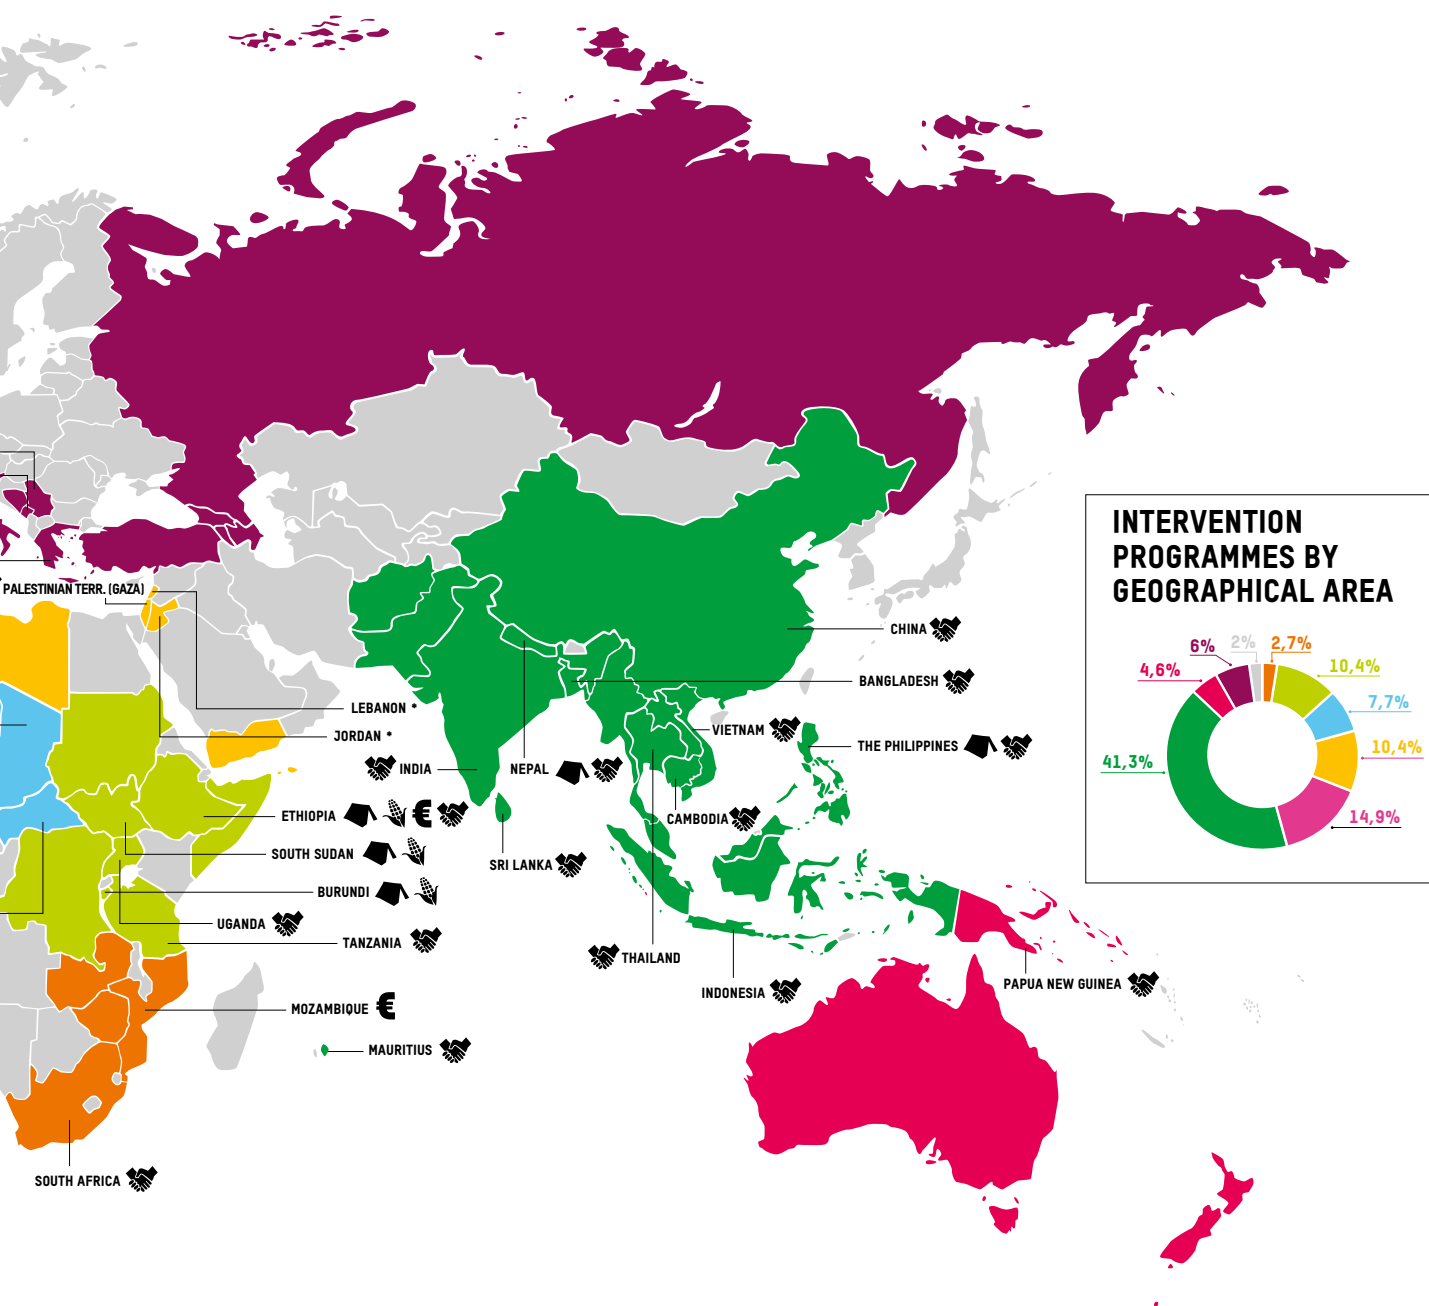 INTERVENTION
PROGRAMMES BY
GEOGRAPHICAL AREA
6%
2%
2,7%
4,6%
10,4%
7,7%
10,4%
41,3%
14,9%
PALESTINIAN TERR. (GAZA)
CHINA
BANGLADESH
LEBANON *
JORDAN *
VIETNAM
THE PHILIPPINES
INDIA
NEPAL
ETHIOPIA
€
CAMBODIA
SOUTH SUDAN
SRI LANKA
BURUNDI
UGANDA
TANZANIA
THAILAND
INDONESIA
PAPUA NEW GUINEA
MOZAMBIQUE €
MAURITIUS
SOUTH AFRICA